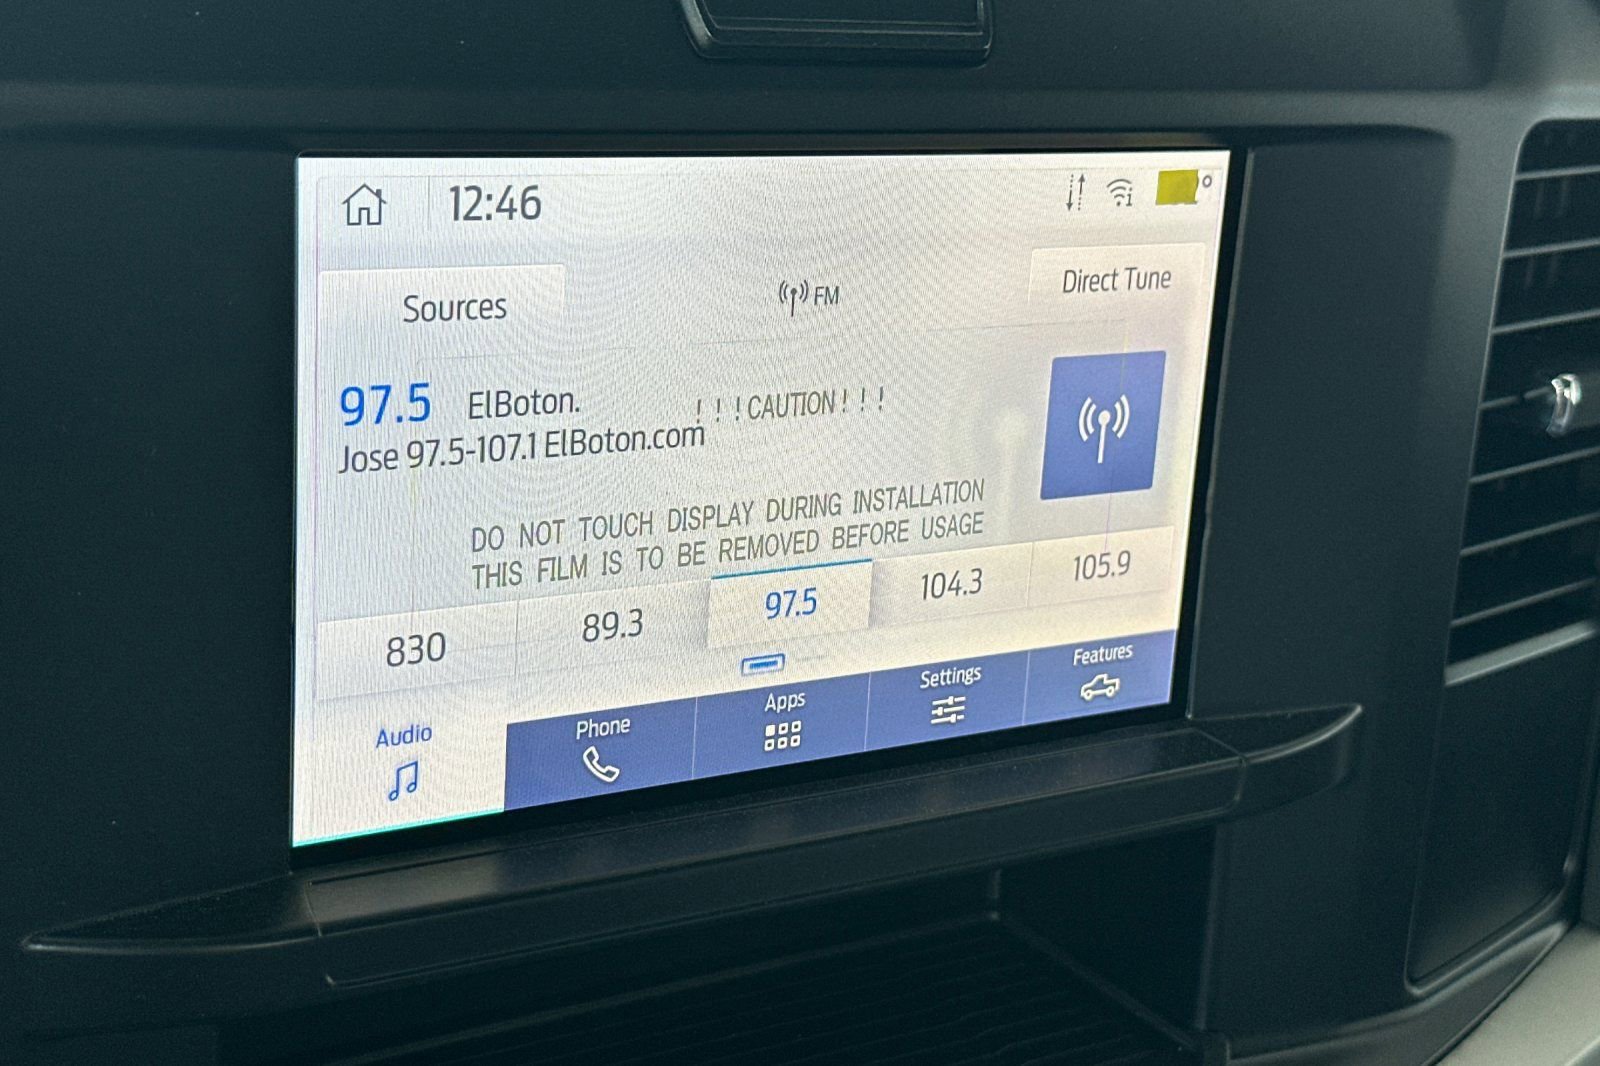 12:46
°
Sources
FM
Direct Tune
97.5 ElBoton.
! ! ! CAUTION ! ! !
Jose 97.5-107.1 ElBoton.com
DO NOT TOUCH DISPLAY DURING INSTALLATION
THIS FILM IS TO BE REMOVED BEFORE USAGE
830 89.3 97.5 104.3 105.9
Audio Phone Apps Settings Features